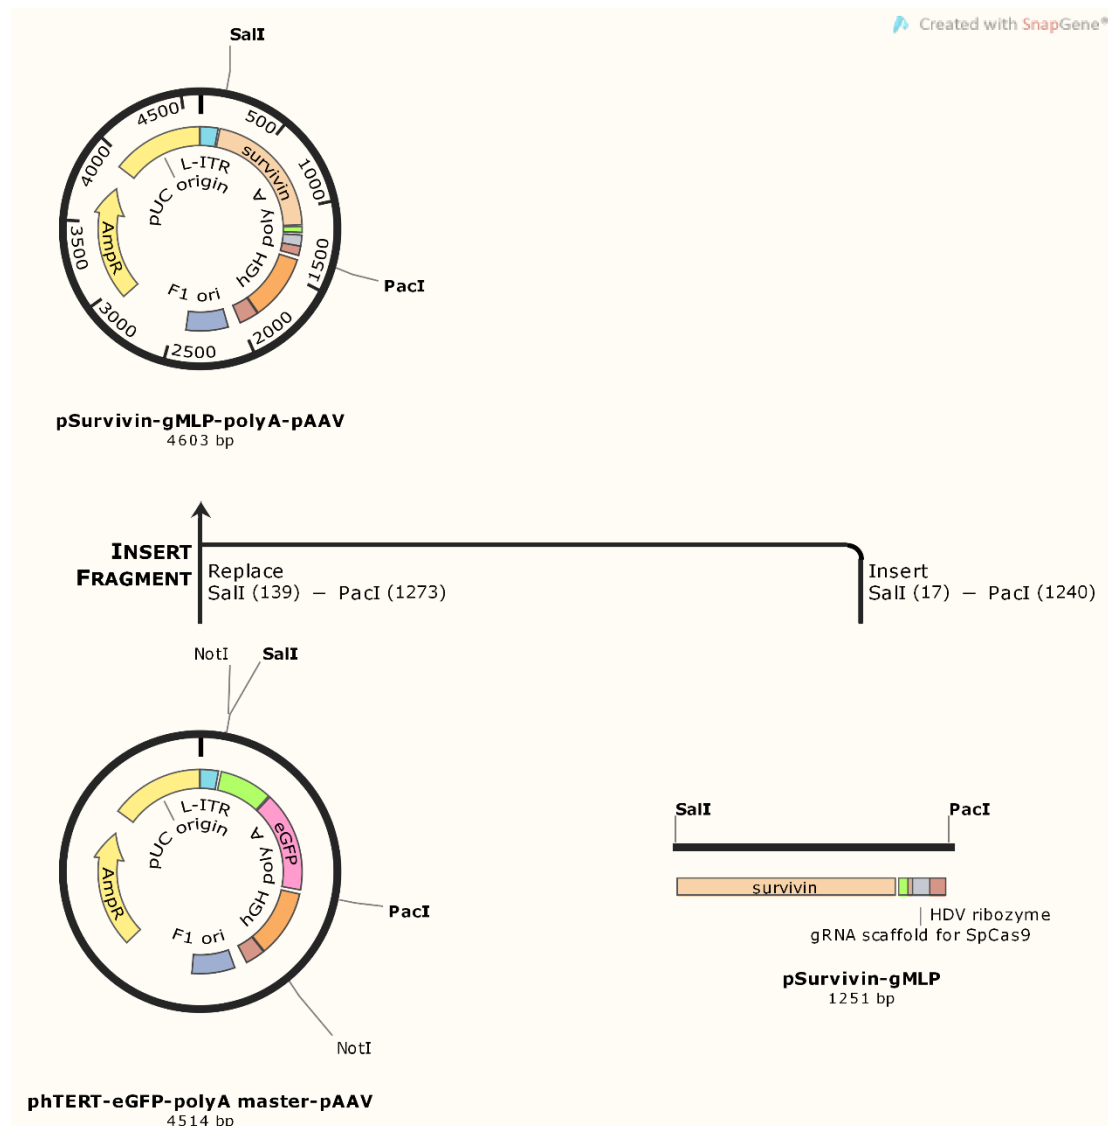 Created with SnapGene®
SalI
4500
500
4000
1000
L-ITR
survivin
pUC origin
hGH poly A
AmpR
3500
1500
PacI
F1 ori
3000
2000
2500
pSurvivin-gMLP-polyA-pAAV
4603 bp
INSERT
FRAGMENT
Replace
SalI (139) – PacI (1273)
Insert
SalI (17) – PacI (1240)
NotI
SalI
L-ITR
pUC origin
hGH poly A
eGFP
AmpR
F1 ori
PacI
NotI
phTERT-eGFP-polyA master-pAAV
4514 bp
SalI
PacI
survivin
HDV ribozyme
gRNA scaffold for SpCas9
pSurvivin-gMLP
1251 bp